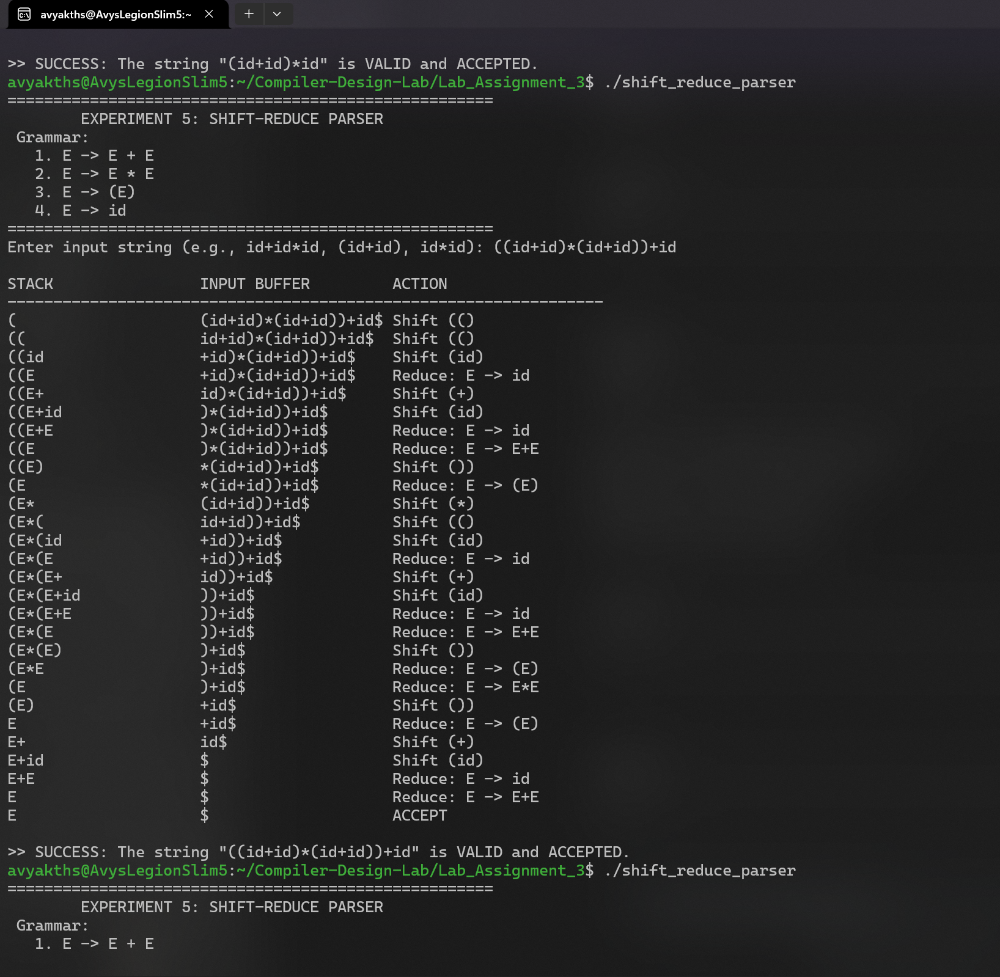 avyakths@AvysLegionSlim5:~
>> SUCCESS: The string "(id+id)*id" is VALID and ACCEPTED.
avyakths@AvysLegionSlim5:~/Compiler-Design-Lab/Lab_Assignment_3$ ./shift_reduce_parser
=====================================================
        EXPERIMENT 5: SHIFT-REDUCE PARSER
 Grammar:
   1. E -> E + E
   2. E -> E * E
   3. E -> (E)
   4. E -> id
=====================================================
Enter input string (e.g., id+id*id, (id+id), id*id): ((id+id)*(id+id))+id
STACK                INPUT BUFFER         ACTION
-----------------------------------------------------------------
(                    (id+id)*(id+id))+id$ Shift (()
((                   id+id)*(id+id))+id$  Shift (()
((id                 +id)*(id+id))+id$    Shift (id)
((E                  +id)*(id+id))+id$    Reduce: E -> id
((E+                 id)*(id+id))+id$     Shift (+)
((E+id               )*(id+id))+id$       Shift (id)
((E+E                )*(id+id))+id$       Reduce: E -> id
((E                  )*(id+id))+id$       Reduce: E -> E+E
((E)                 *(id+id))+id$        Shift ())
(E                   *(id+id))+id$        Reduce: E -> (E)
(E*                  (id+id))+id$         Shift (*)
(E*(                 id+id))+id$          Shift (()
(E*(id               +id))+id$            Shift (id)
(E*(E                +id))+id$            Reduce: E -> id
(E*(E+               id))+id$             Shift (+)
(E*(E+id             ))+id$               Shift (id)
(E*(E+E              ))+id$               Reduce: E -> id
(E*(E                ))+id$               Reduce: E -> E+E
(E*(E)               )+id$                Shift ())
(E*E                 )+id$                Reduce: E -> (E)
(E                   )+id$                Reduce: E -> E*E
(E)                  +id$                 Shift ())
E                    +id$                 Reduce: E -> (E)
E+                   id$                  Shift (+)
E+id                 $                    Shift (id)
E+E                  $                    Reduce: E -> id
E                    $                    Reduce: E -> E+E
E                    $                    ACCEPT
>> SUCCESS: The string "((id+id)*(id+id))+id" is VALID and ACCEPTED.
avyakths@AvysLegionSlim5:~/Compiler-Design-Lab/Lab_Assignment_3$ ./shift_reduce_parser
=====================================================
        EXPERIMENT 5: SHIFT-REDUCE PARSER
 Grammar:
   1. E -> E + E